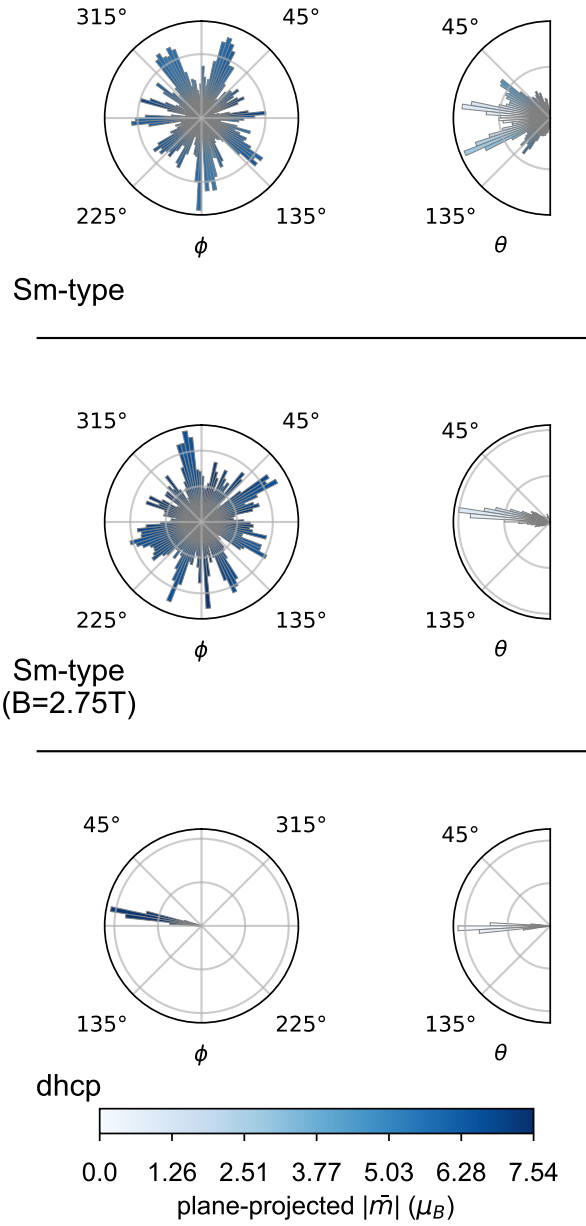 315° 45° 45°
225° 135° 135°
ϕ θ
Sm-type
315° 45° 45°
225° 135° 135°
ϕ θ
Sm-type
(B=2.75T)
45° 315° 45°
135° 225° 135°
ϕ θ
dhcp
0.0 1.26 2.51 3.77 5.03 6.28 7.54
plane-projected |m̄| (μ_B)